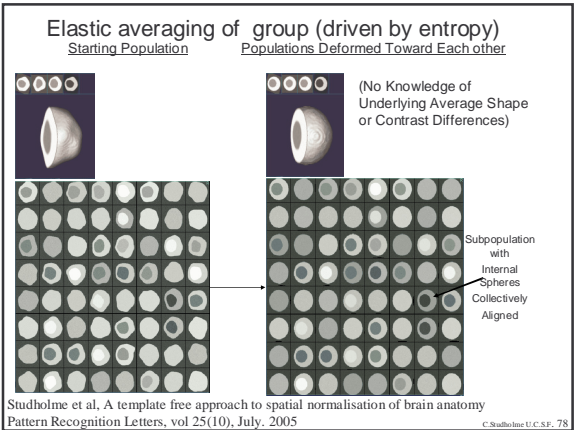 Elastic averaging of group (driven by entropy)
Starting Population
Populations Deformed Toward Each other
(No Knowledge of
Underlying Average Shape
or Contrast Differences)
Subpopulation
with
Internal
Spheres
Collectively
Aligned
Studholme et al, A template free approach to spatial normalisation of brain anatomy
Pattern Recognition Letters, vol 25(10), July. 2005
C.Studholme U.C.S.F. 78